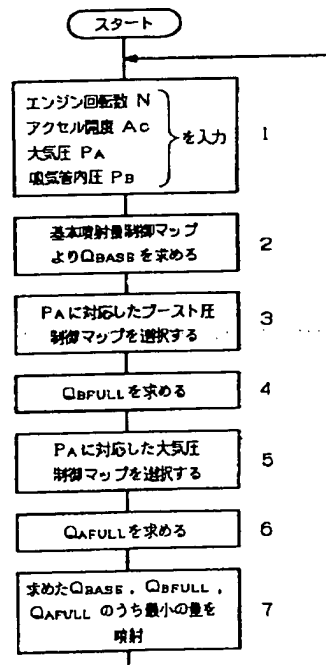 スタート
エンジン回転数 N
アクセル開度 Ac
大気圧 PA
吸気管内圧 PB
を入力
1
基本噴射量制御マップ
よりQBASEを求める
2
PAに対応したブースト圧
制御マップを選択する
3
QBFULLを求める
4
PAに対応した大気圧
制御マップを選択する
5
QAFULLを求める
6
求めたQBASE，QBFULL，
QAFULLのうち最小の量を
噴射
7